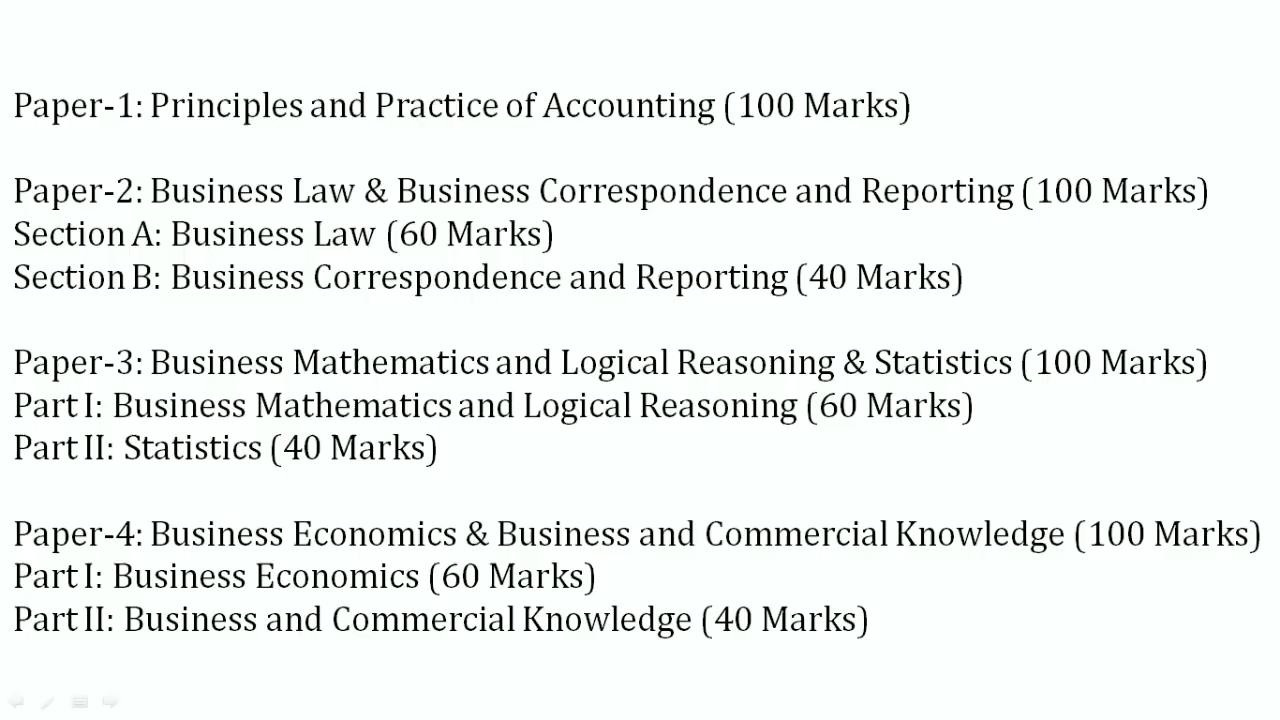 Paper-1: Principles and Practice of Accounting (100 Marks)
Paper-2: Business Law & Business Correspondence and Reporting (100 Marks)
Section A: Business Law (60 Marks)
Section B: Business Correspondence and Reporting (40 Marks)
Paper-3: Business Mathematics and Logical Reasoning & Statistics (100 Marks)
Part I: Business Mathematics and Logical Reasoning (60 Marks)
Part II: Statistics (40 Marks)
Paper-4: Business Economics & Business and Commercial Knowledge (100 Marks)
Part I: Business Economics (60 Marks)
Part II: Business and Commercial Knowledge (40 Marks)